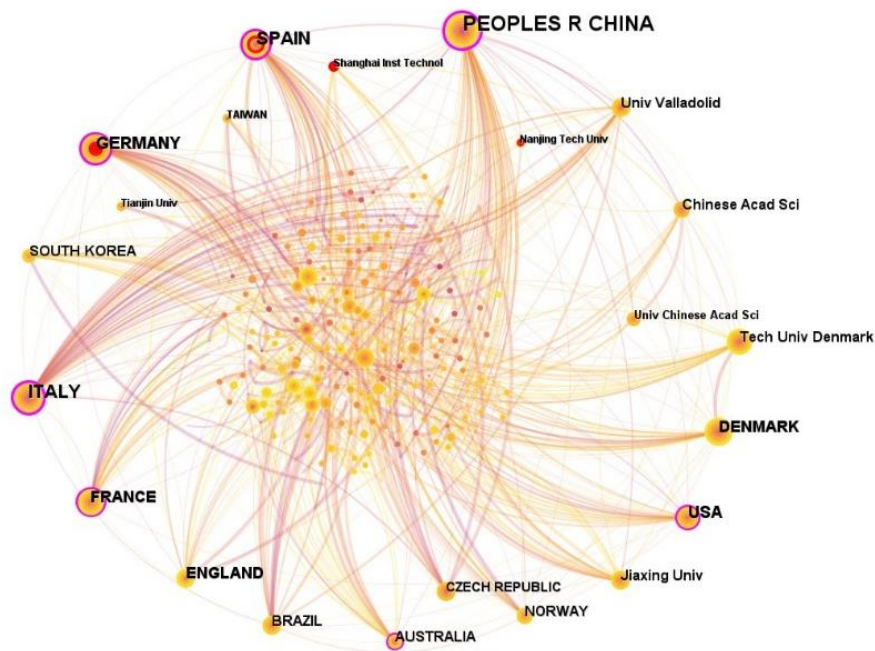 PEOPLES R CHINA
SPAIN
Shanghai Inst Technol
Univ Valladolid
TAIWAN
Nanjing Tech Univ
GERMANY
Tianjin Univ
Chinese Acad Sci
SOUTH KOREA
Univ Chinese Acad Sci
Tech Univ Denmark
ITALY
DENMARK
FRANCE
USA
ENGLAND
Jiaxing Univ
CZECH REPUBLIC
NORWAY
BRAZIL
AUSTRALIA